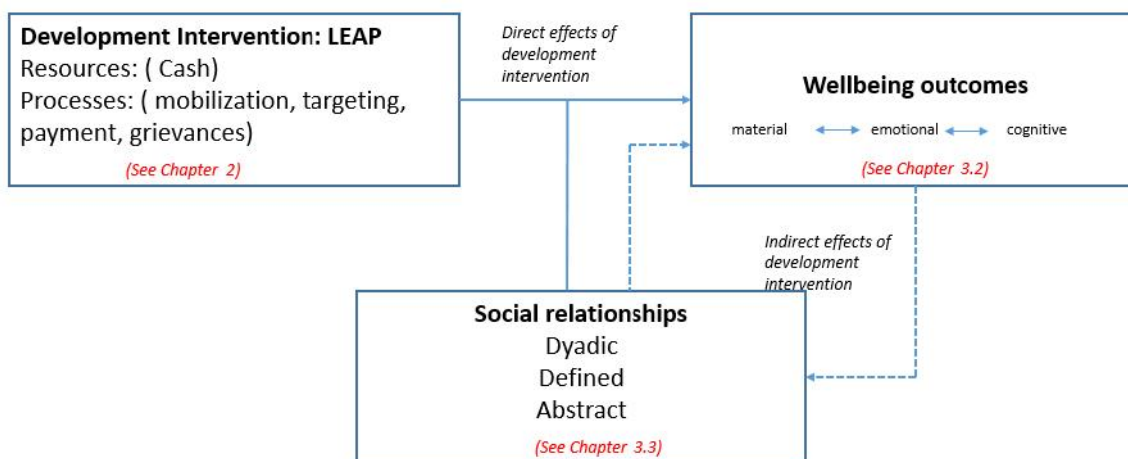 Development Intervention: LEAP
Resources: ( Cash)
Processes: ( mobilization, targeting,
payment, grievances)
(See Chapter 2)
Direct effects of
development
intervention
Wellbeing outcomes
material emotional cognitive
(See Chapter 3.2)
Indirect effects of
development
intervention
Social relationships
Dyadic
Defined
Abstract
(See Chapter 3.3)